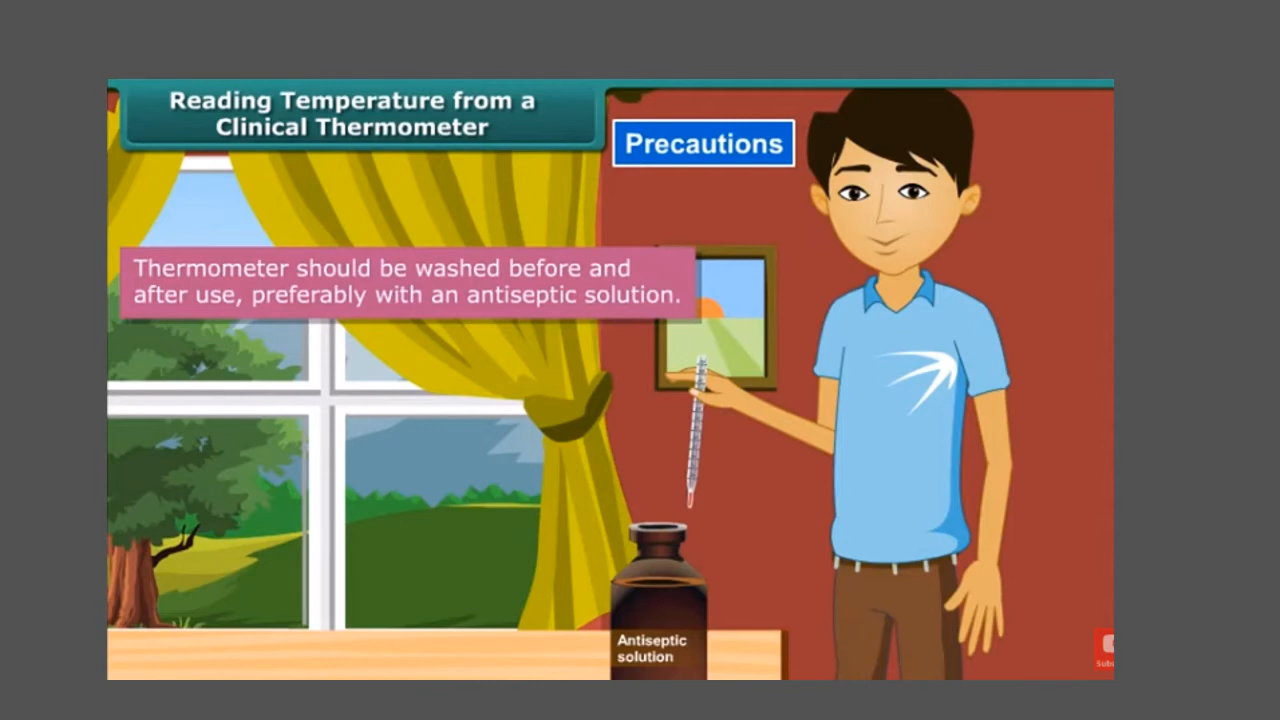 Reading Temperature from a
Clinical Thermometer
Precautions
Thermometer should be washed before and
after use, preferably with an antiseptic solution.
Antiseptic
solution